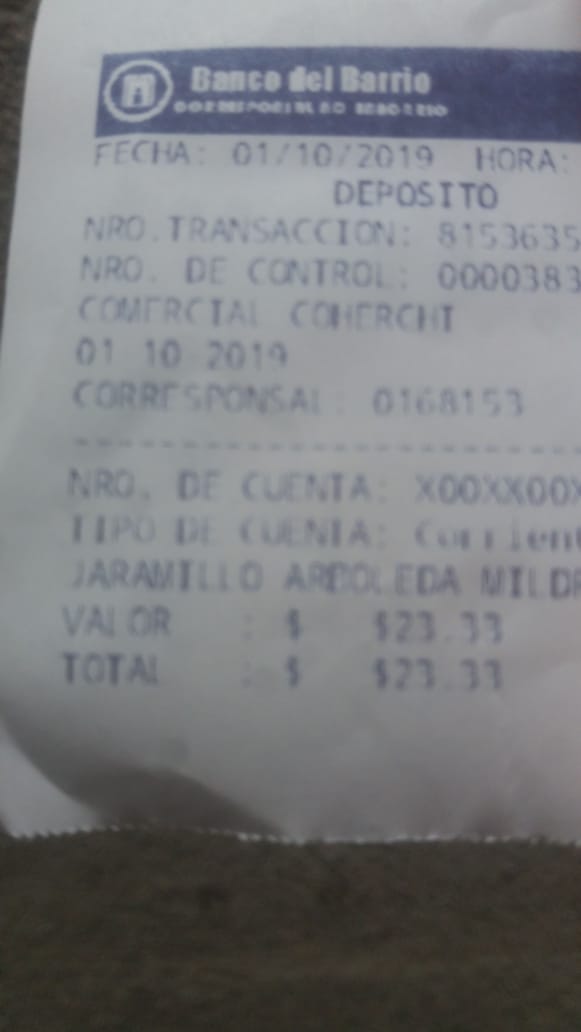 Banco del Barrio
FECHA: 01/10/2019 HORA:
DEPOSITO
NRO.TRANSACCION: 8153635
NRO. DE CONTROL: 0000383
COMERCIAL
01 10 2019
CORRESPONSAL: 0168153
NRO. DE CUENTA: X00XX00X
TIPO DE CUENTA: Corrient
JARAMILLO ARBOLEDA MILDR
VALOR : $ $23.33
TOTAL : $ $23.33